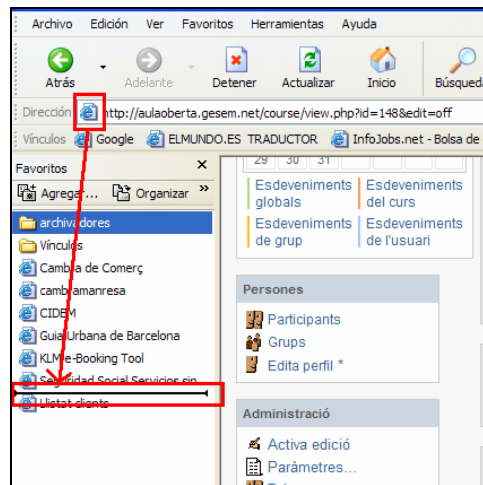 Archivo Edición Ver Favoritos Herramientas Ayuda
Atrás Adelante Detener Actualizar Inicio Búsqued
Dirección http://aulaoberta.gesem.net/course/view.php?id=148&edit=off
Vínculos Google ELMUNDO.ES TRADUCTOR InfoJobs.net - Bolsa de
Favoritos
Agregar... Organizar »
archivadores
Vínculos
Cambra de Comerç
cambramanresa
CIDEM
Guia Urbana de Barcelona
KLM e-Booking Tool
Seguridad Social Servicios sin
Llistat clients
29 30 31
Esdeveniments globals
Esdeveniments del curs
Esdeveniments de grup
Esdeveniments de l'usuari
Persones
Participants
Grups
Edita perfil *
Administració
Activa edició
Paràmetres...